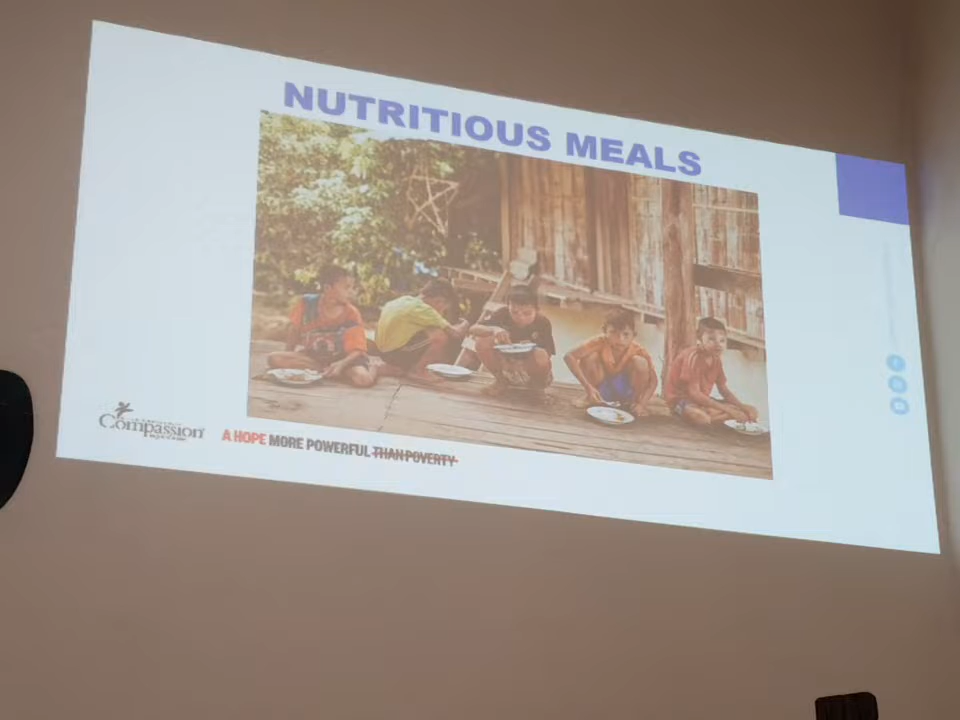 NUTRITIOUS MEALS
Compassion
A HOPE MORE POWERFUL THAN POVERTY